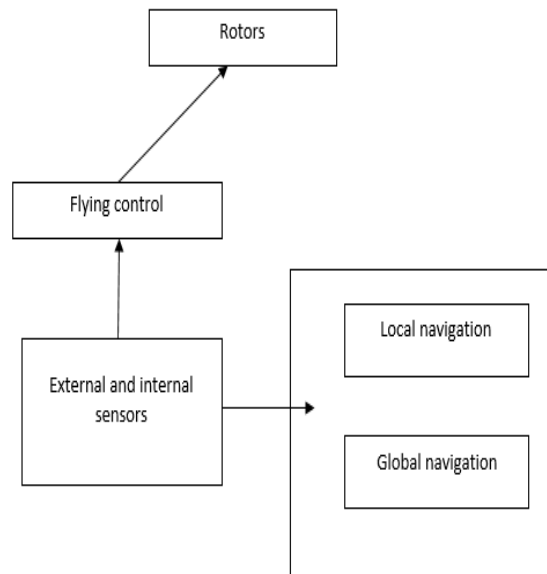 Rotors
Flying control
External and internal
sensors
Local navigation
Global navigation